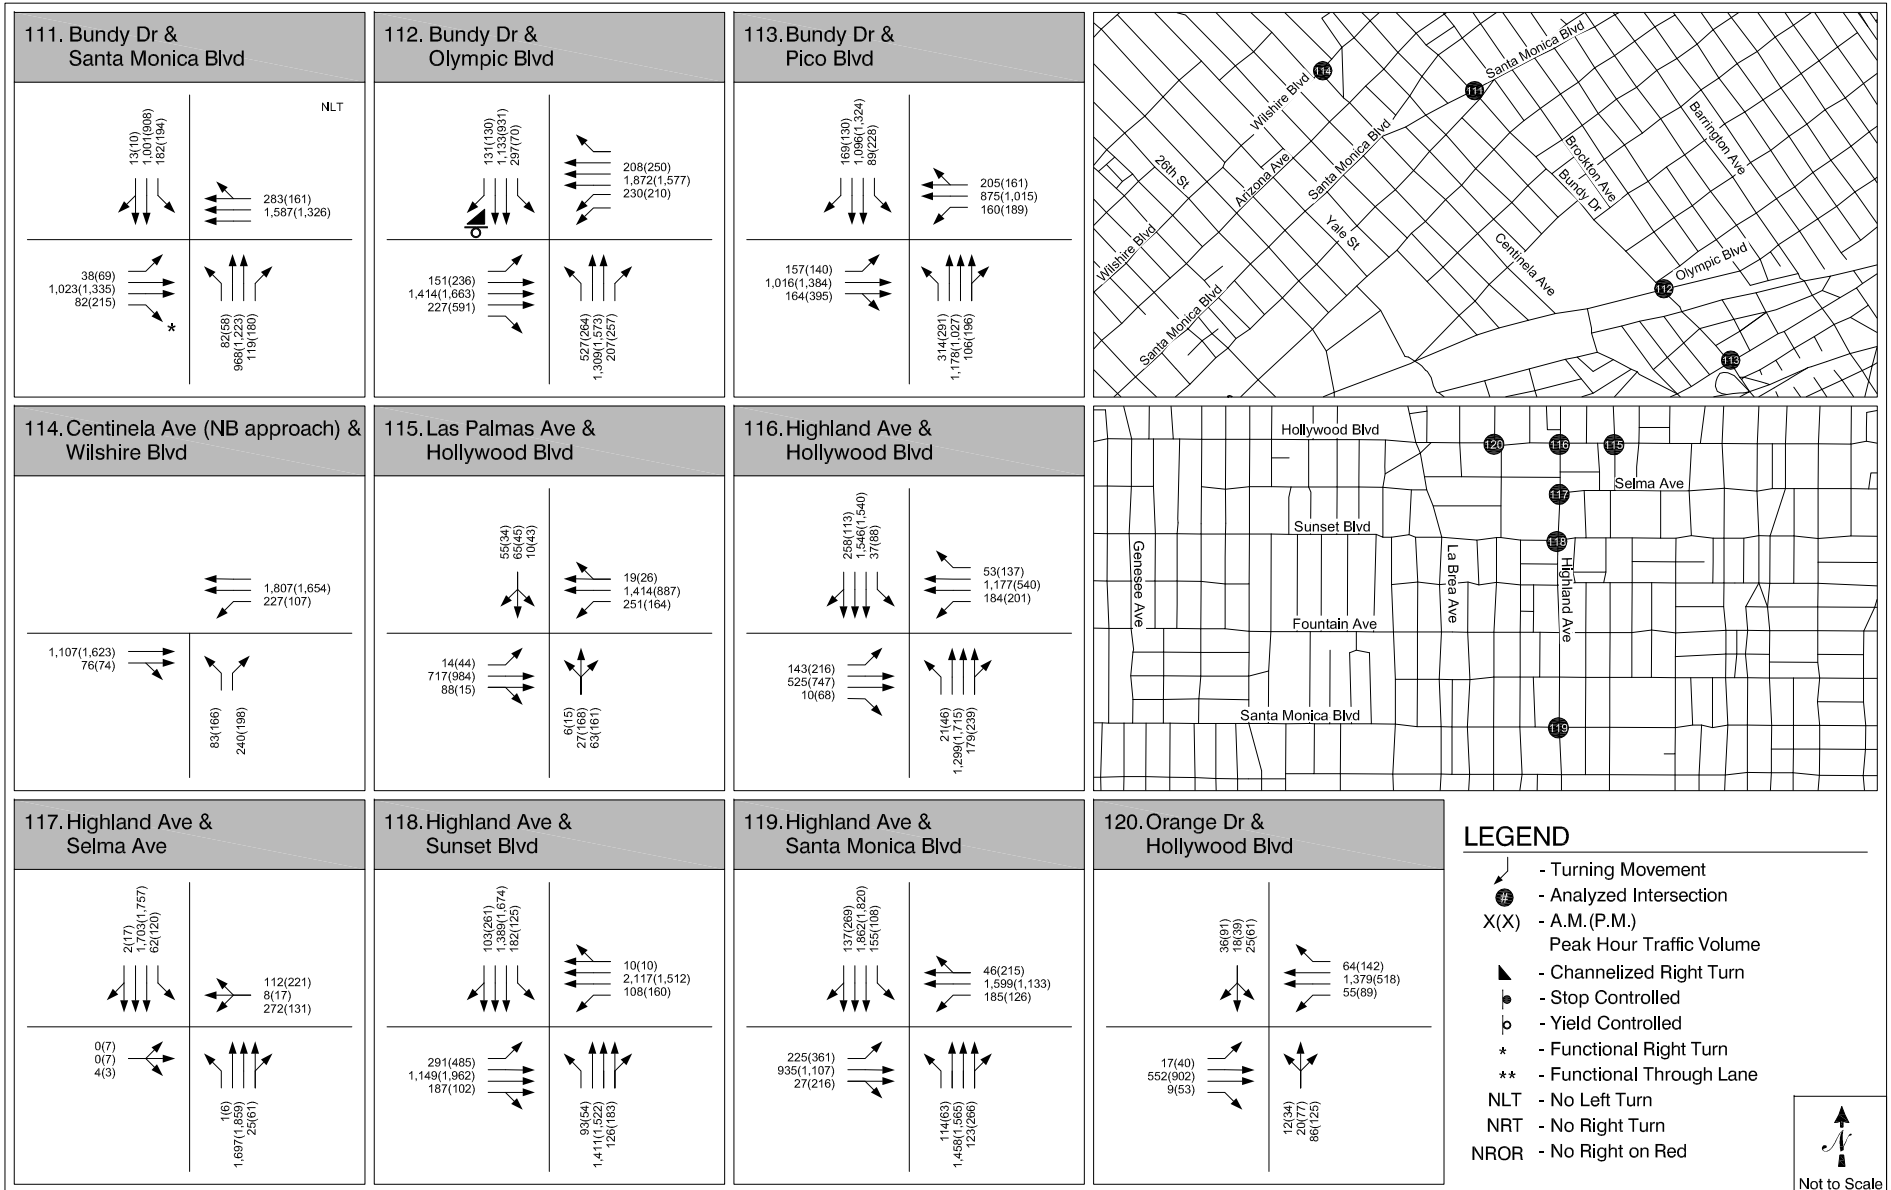 111. Bundy Dr &
Santa Monica Blvd
NLT
13(10)
1,001(908)
182(194)
283(161)
1,587(1,326)
38(69)
1,023(1,335)
82(215)
*
82(58)
968(1,223)
119(180)
112. Bundy Dr &
Olympic Blvd
131(130)
1,133(931)
297(70)
208(250)
1,872(1,577)
230(210)
151(236)
1,414(1,663)
227(591)
527(264)
1,309(1,573)
207(257)
113. Bundy Dr &
Pico Blvd
169(130)
1,096(1,324)
89(228)
205(161)
875(1,015)
160(189)
157(140)
1,016(1,384)
164(395)
314(291)
1,178(1,027)
106(196)
114
111
Santa Monica Blvd
Wilshire Blvd
Barrington Ave
Brockton Ave
Bundy Dr
26th St
Arizona Ave
Santa Monica Blvd
Yale St
Centinela Ave
Wilshire Blvd
Olympic Blvd
112
Santa Monica Blvd
113
114. Centinela Ave (NB approach) &
Wilshire Blvd
1,807(1,654)
227(107)
1,107(1,623)
76(74)
83(166)
240(198)
115. Las Palmas Ave &
Hollywood Blvd
55(34)
65(45)
10(43)
19(26)
1,414(887)
251(164)
14(44)
717(984)
88(15)
6(15)
27(168)
63(161)
116. Highland Ave &
Hollywood Blvd
258(113)
1,546(1,540)
37(88)
53(137)
1,177(540)
184(201)
143(216)
525(747)
10(68)
21(46)
1,299(1,715)
179(239)
Hollywood Blvd
120
116
115
Selma Ave
117
Sunset Blvd
118
Genesee Ave
La Brea Ave
Highland Ave
Fountain Ave
Santa Monica Blvd
119
117. Highland Ave &
Selma Ave
2(17)
1,703(1,757)
62(120)
112(221)
8(17)
272(131)
0(7)
0(7)
4(3)
1(6)
1,697(1,859)
25(61)
118. Highland Ave &
Sunset Blvd
103(261)
1,389(1,674)
182(125)
10(10)
2,117(1,512)
108(160)
291(485)
1,149(1,962)
187(102)
93(54)
1,411(1,522)
126(183)
119. Highland Ave &
Santa Monica Blvd
137(269)
1,862(1,820)
155(108)
46(215)
1,599(1,133)
185(126)
225(361)
935(1,107)
27(216)
114(63)
1,458(1,565)
123(266)
120. Orange Dr &
Hollywood Blvd
36(91)
18(39)
25(61)
64(142)
1,379(518)
55(89)
17(40)
552(902)
9(53)
12(34)
20(77)
86(125)
LEGEND
- Turning Movement
# - Analyzed Intersection
X(X) - A.M.(P.M.)
Peak Hour Traffic Volume
- Channelized Right Turn
- Stop Controlled
- Yield Controlled
* - Functional Right Turn
** - Functional Through Lane
NLT - No Left Turn
NRT - No Right Turn
NROR - No Right on Red
N
Not to Scale